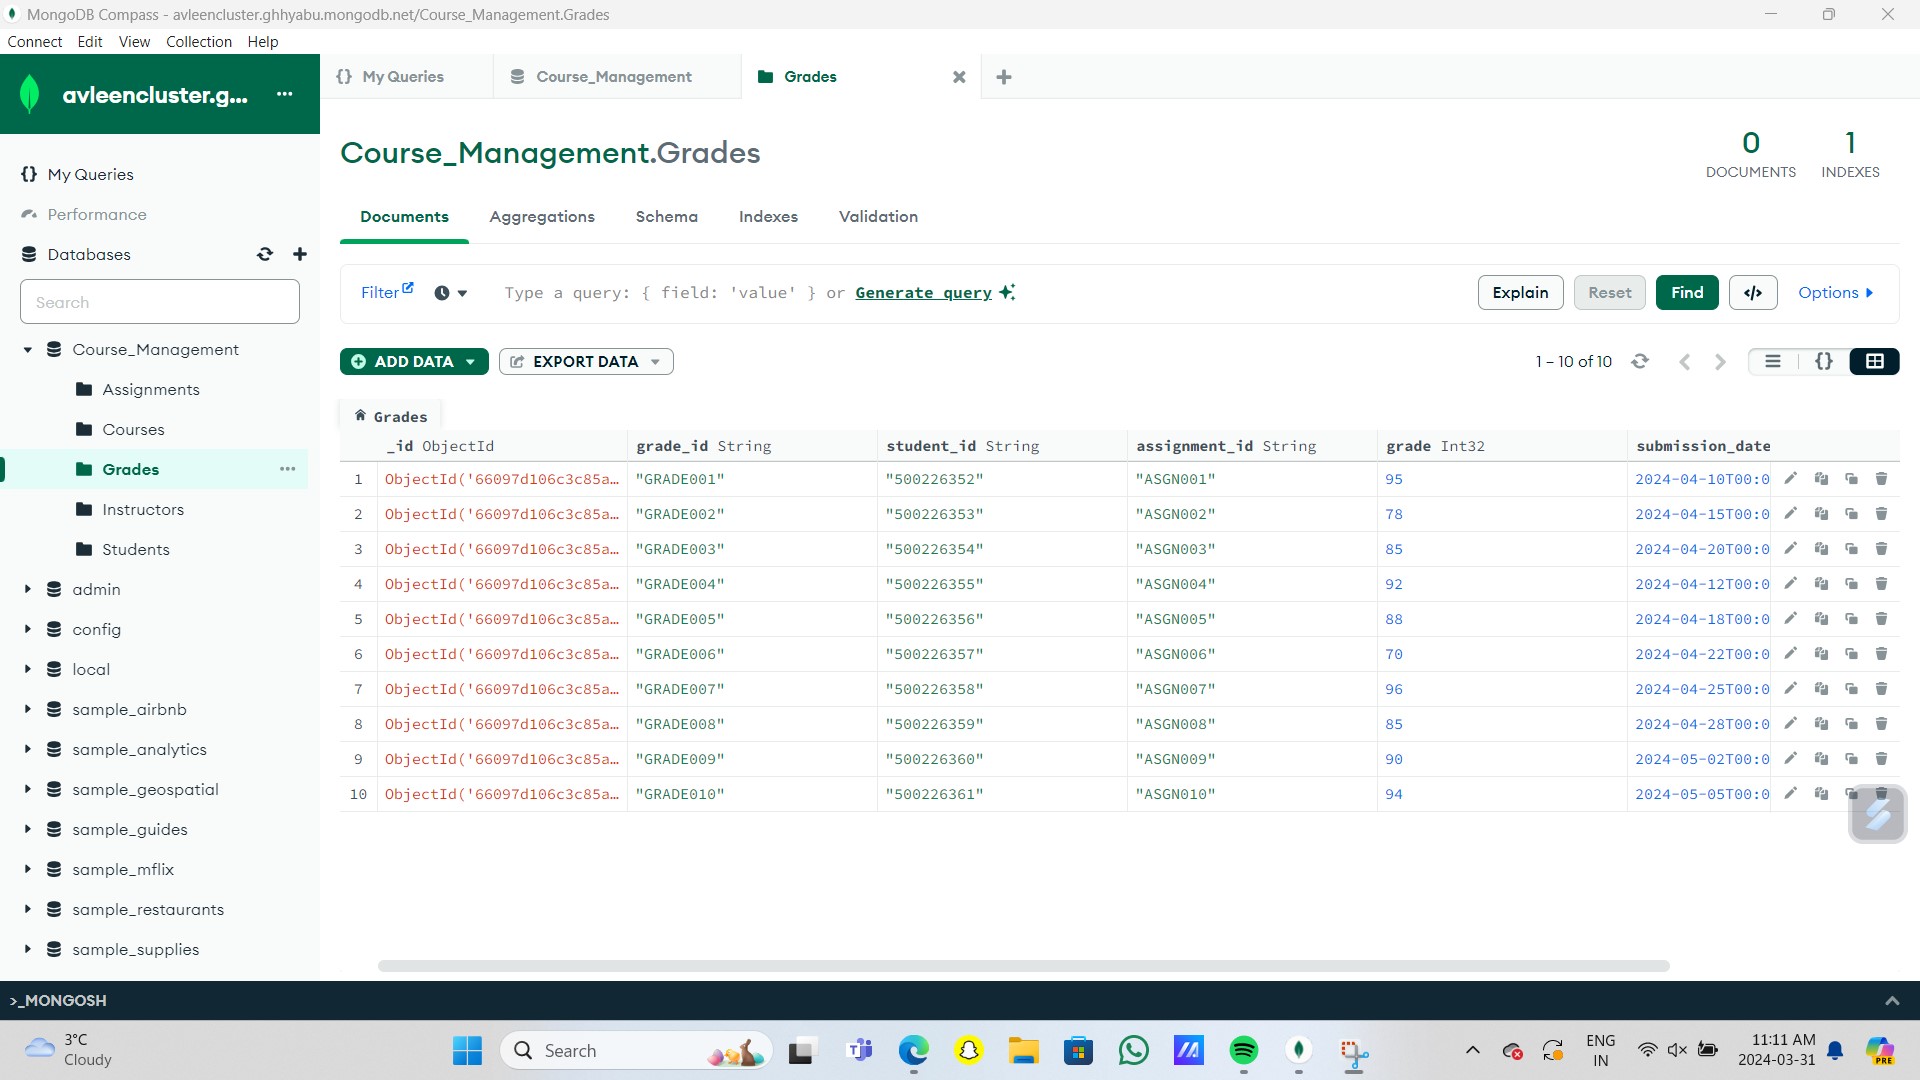 MongoDB Compass - avleencluster.ghhyabu.mongodb.net/Course_Management.Grades
Connect Edit View Collection Help
avleencluster.g...
My Queries
Course_Management
Grades
My Queries
Performance
Databases
Search
Course_Management
Assignments
Courses
Grades
Instructors
Students
admin
config
local
sample_airbnb
sample_analytics
sample_geospatial
sample_guides
sample_mflix
sample_restaurants
sample_supplies
Course_Management.Grades
0 1
DOCUMENTS INDEXES
Documents Aggregations Schema Indexes Validation
Filter Type a query: { field: 'value' } or Generate query Explain Reset Find </> Options
ADD DATA EXPORT DATA 1 – 10 of 10 {}
Grades
_id ObjectId grade_id String student_id String assignment_id String grade Int32 submission_date
1 ObjectId('66097d106c3c85a… "GRADE001" "500226352" "ASGN001" 95 2024-04-10T00:0
2 ObjectId('66097d106c3c85a… "GRADE002" "500226353" "ASGN002" 78 2024-04-15T00:0
3 ObjectId('66097d106c3c85a… "GRADE003" "500226354" "ASGN003" 85 2024-04-20T00:0
4 ObjectId('66097d106c3c85a… "GRADE004" "500226355" "ASGN004" 92 2024-04-12T00:0
5 ObjectId('66097d106c3c85a… "GRADE005" "500226356" "ASGN005" 88 2024-04-18T00:0
6 ObjectId('66097d106c3c85a… "GRADE006" "500226357" "ASGN006" 70 2024-04-22T00:0
7 ObjectId('66097d106c3c85a… "GRADE007" "500226358" "ASGN007" 96 2024-04-25T00:0
8 ObjectId('66097d106c3c85a… "GRADE008" "500226359" "ASGN008" 85 2024-04-28T00:0
9 ObjectId('66097d106c3c85a… "GRADE009" "500226360" "ASGN009" 90 2024-05-02T00:0
10 ObjectId('66097d106c3c85a… "GRADE010" "500226361" "ASGN010" 94 2024-05-05T00:0
>_MONGOSH
3°C
Cloudy
Search
ENG
IN
11:11 AM
2024-03-31
PRE